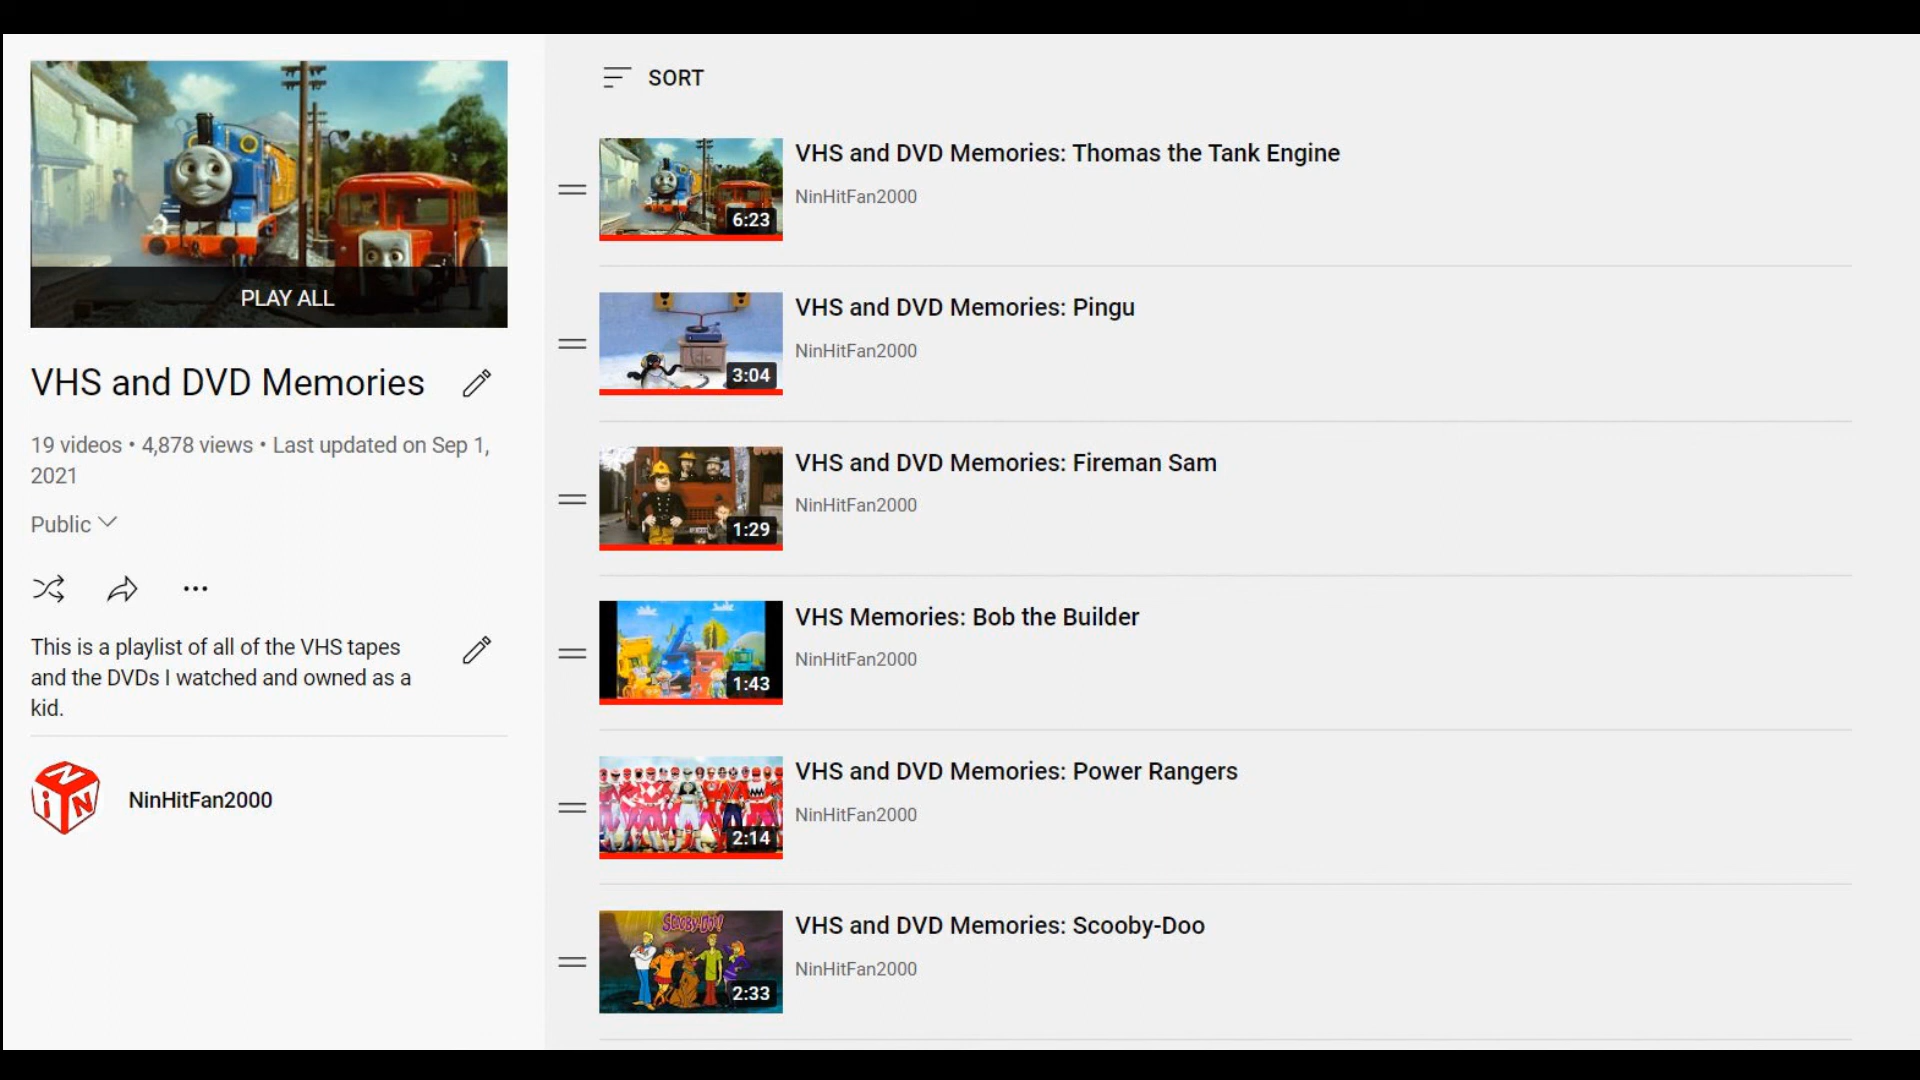 PLAY ALL
VHS and DVD Memories
19 videos • 4,878 views • Last updated on Sep 1,
2021
Public
This is a playlist of all of the VHS tapes
and the DVDs I watched and owned as a
kid.
NiN
NinHitFan2000
SORT
6:23
VHS and DVD Memories: Thomas the Tank Engine
NinHitFan2000
3:04
VHS and DVD Memories: Pingu
NinHitFan2000
1:29
VHS and DVD Memories: Fireman Sam
NinHitFan2000
1:43
VHS Memories: Bob the Builder
NinHitFan2000
2:14
VHS and DVD Memories: Power Rangers
NinHitFan2000
SCOOBY-DOO!
2:33
VHS and DVD Memories: Scooby-Doo
NinHitFan2000